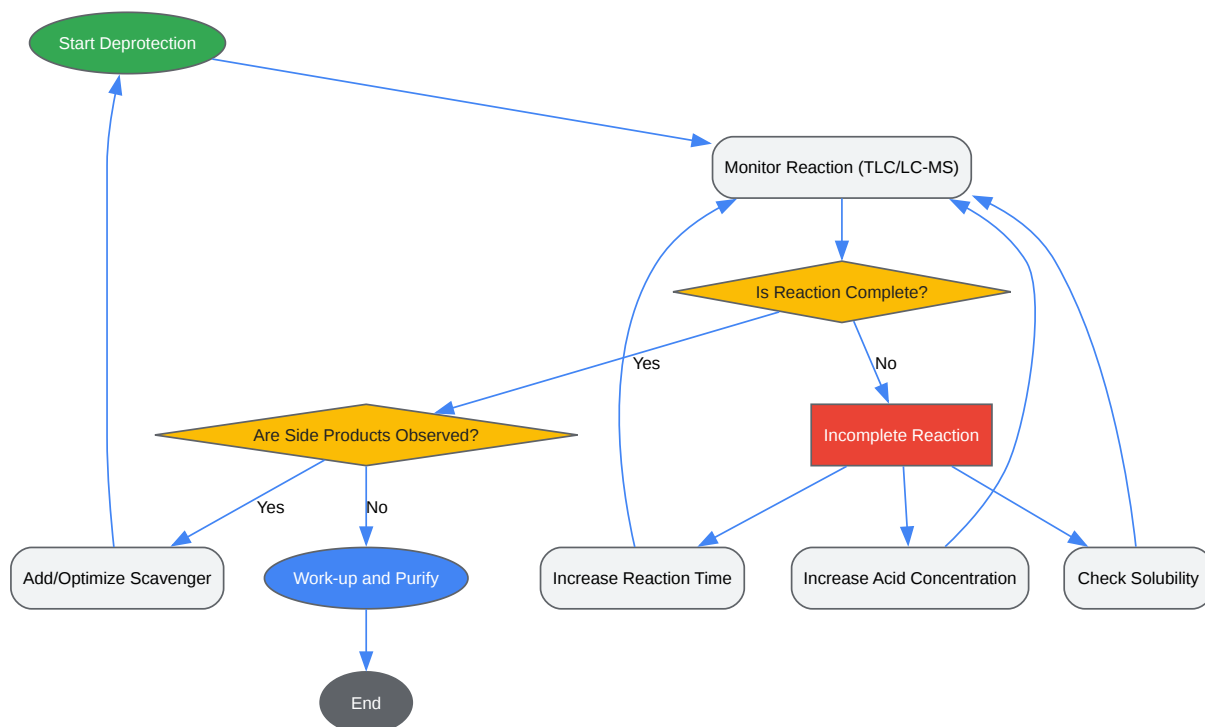 Start Deprotection
Monitor Reaction (TLC/LC-MS)
Is Reaction Complete?
Yes
No
Are Side Products Observed?
Incomplete Reaction
Yes
No
Add/Optimize Scavenger
Work-up and Purify
Increase Reaction Time
Increase Acid Concentration
Check Solubility
End